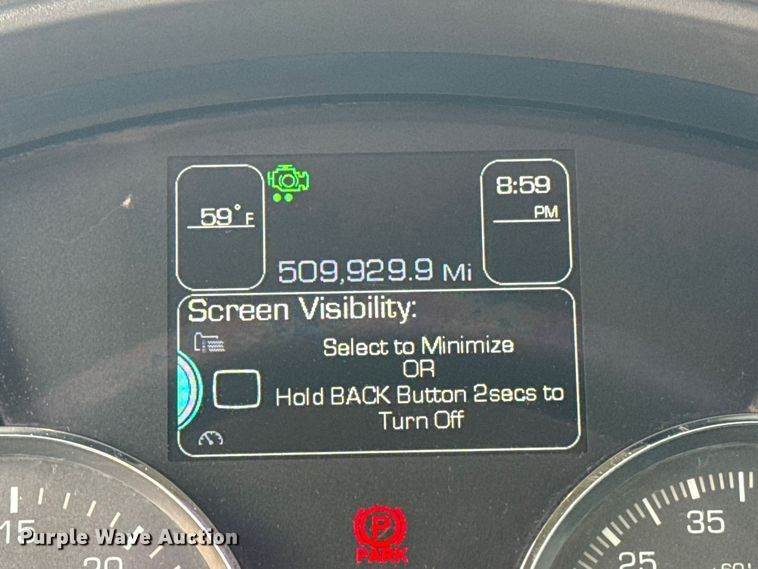 59°F
8:59
PM
509,929.9 Mi
Screen Visibility:
Select to Minimize
OR
Hold BACK Button 2secs to
Turn Off
15
20
P
PARK
25
35
Purple Wave Auction